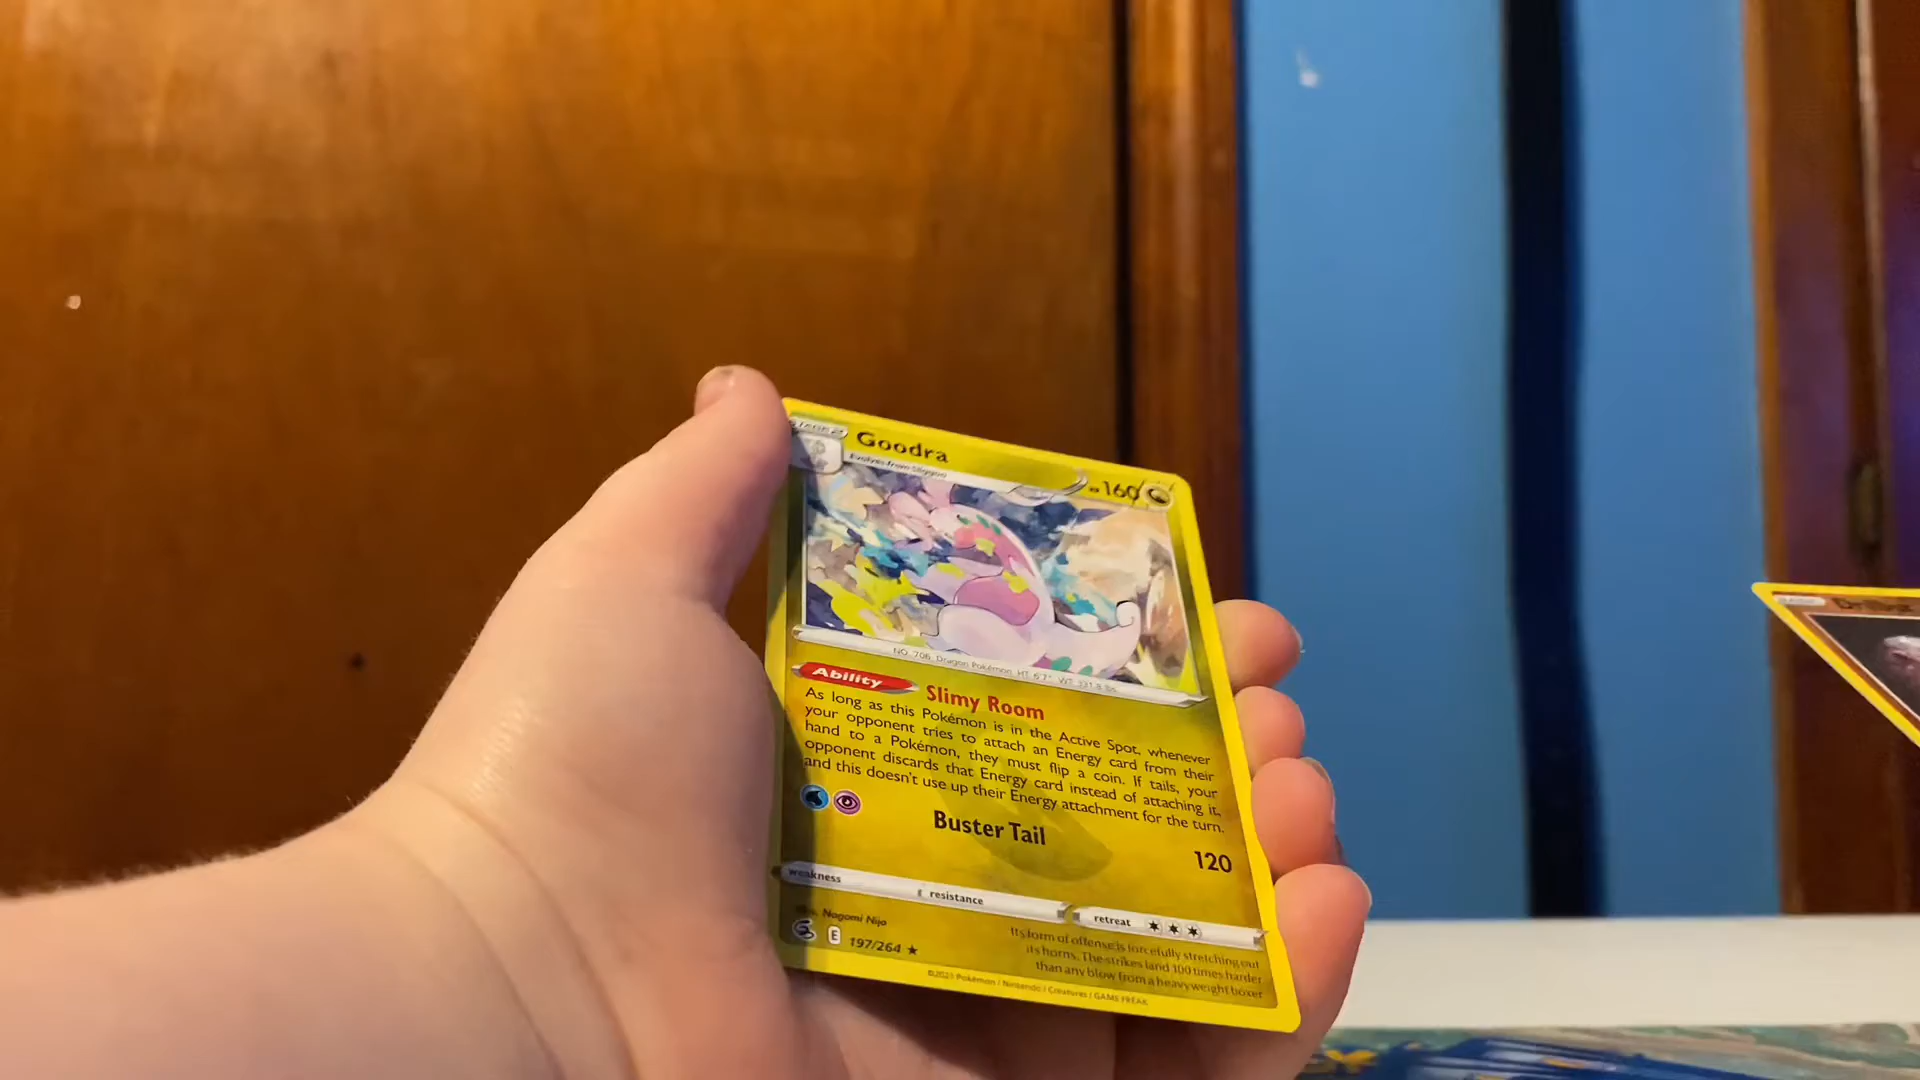 STAGE 2
Goodra
Evolves from Sliggoo
HP 160
NO. 706 Dragon Pokémon HT: 6'7" WT: 331.8 lbs.
Ability Slimy Room
As long as this Pokémon is in the Active Spot, whenever
your opponent tries to attach an Energy card from their
hand to a Pokémon, they must flip a coin. If tails, your
opponent discards that Energy card instead of attaching it,
and this doesn't use up their Energy attachment for the turn.
Buster Tail
120
weakness
resistance
retreat
Nagomi Nijo
E 197/264 ★
Its form of offense is forcefully stretching out
its horns. The strikes land 100 times harder
than any blow from a heavyweight boxer
©2021 Pokémon / Nintendo / Creatures / GAME FREAK